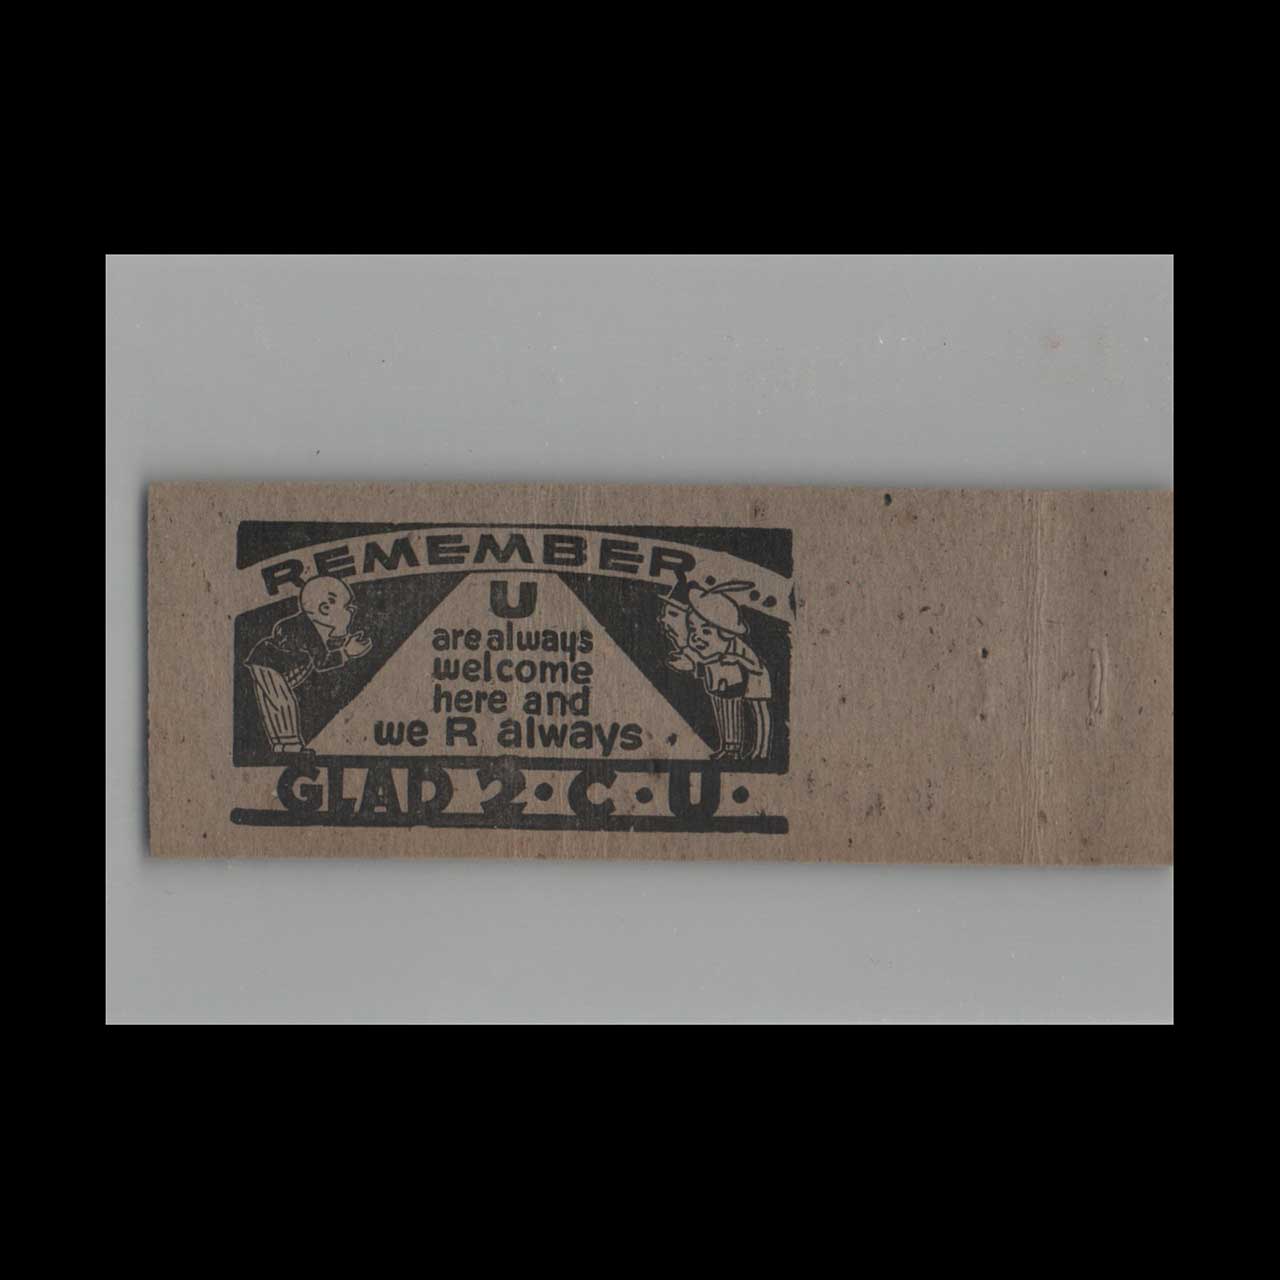 REMEMBER...
U
are always
welcome
here and
we R always
GLAD 2 • C • U •